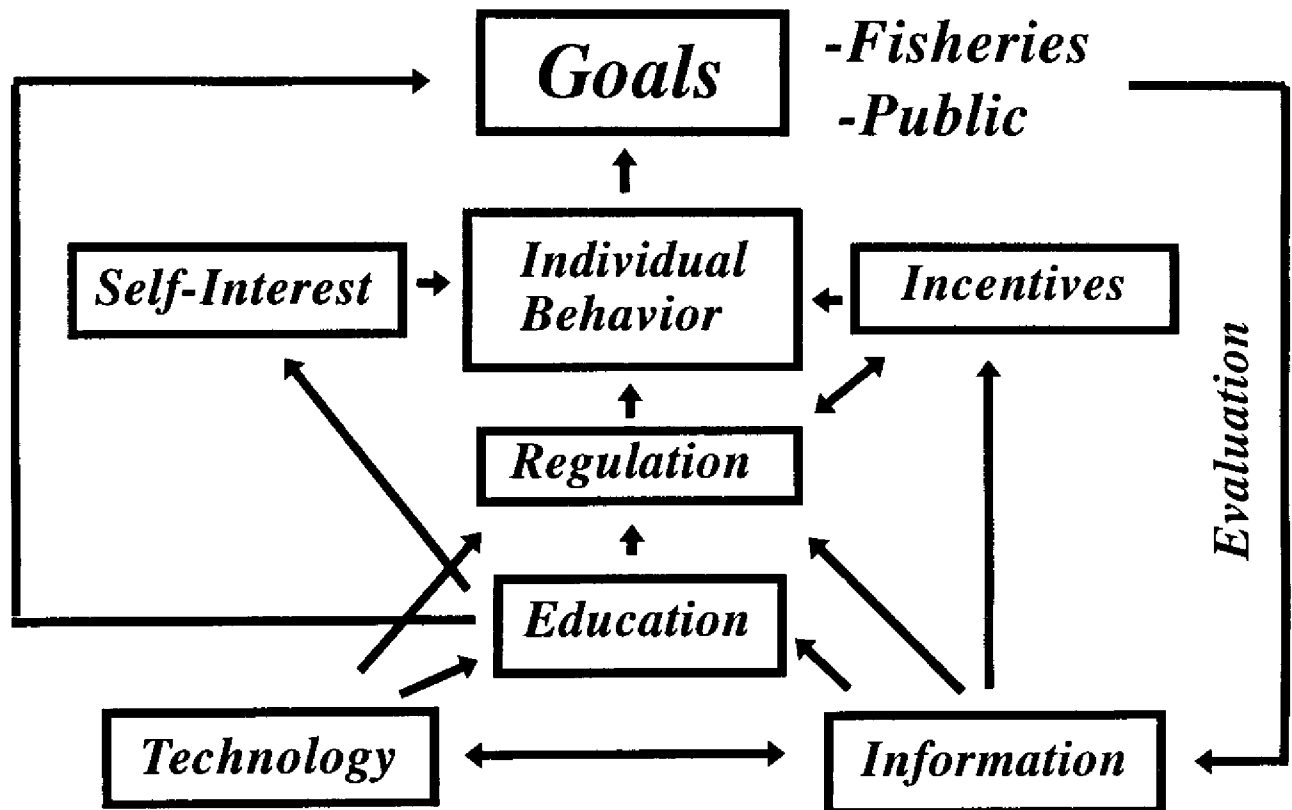 Goals
-Fisheries
-Public
Self-Interest
Individual
Behavior
Incentives
Regulation
Evaluation
Education
Technology
Information